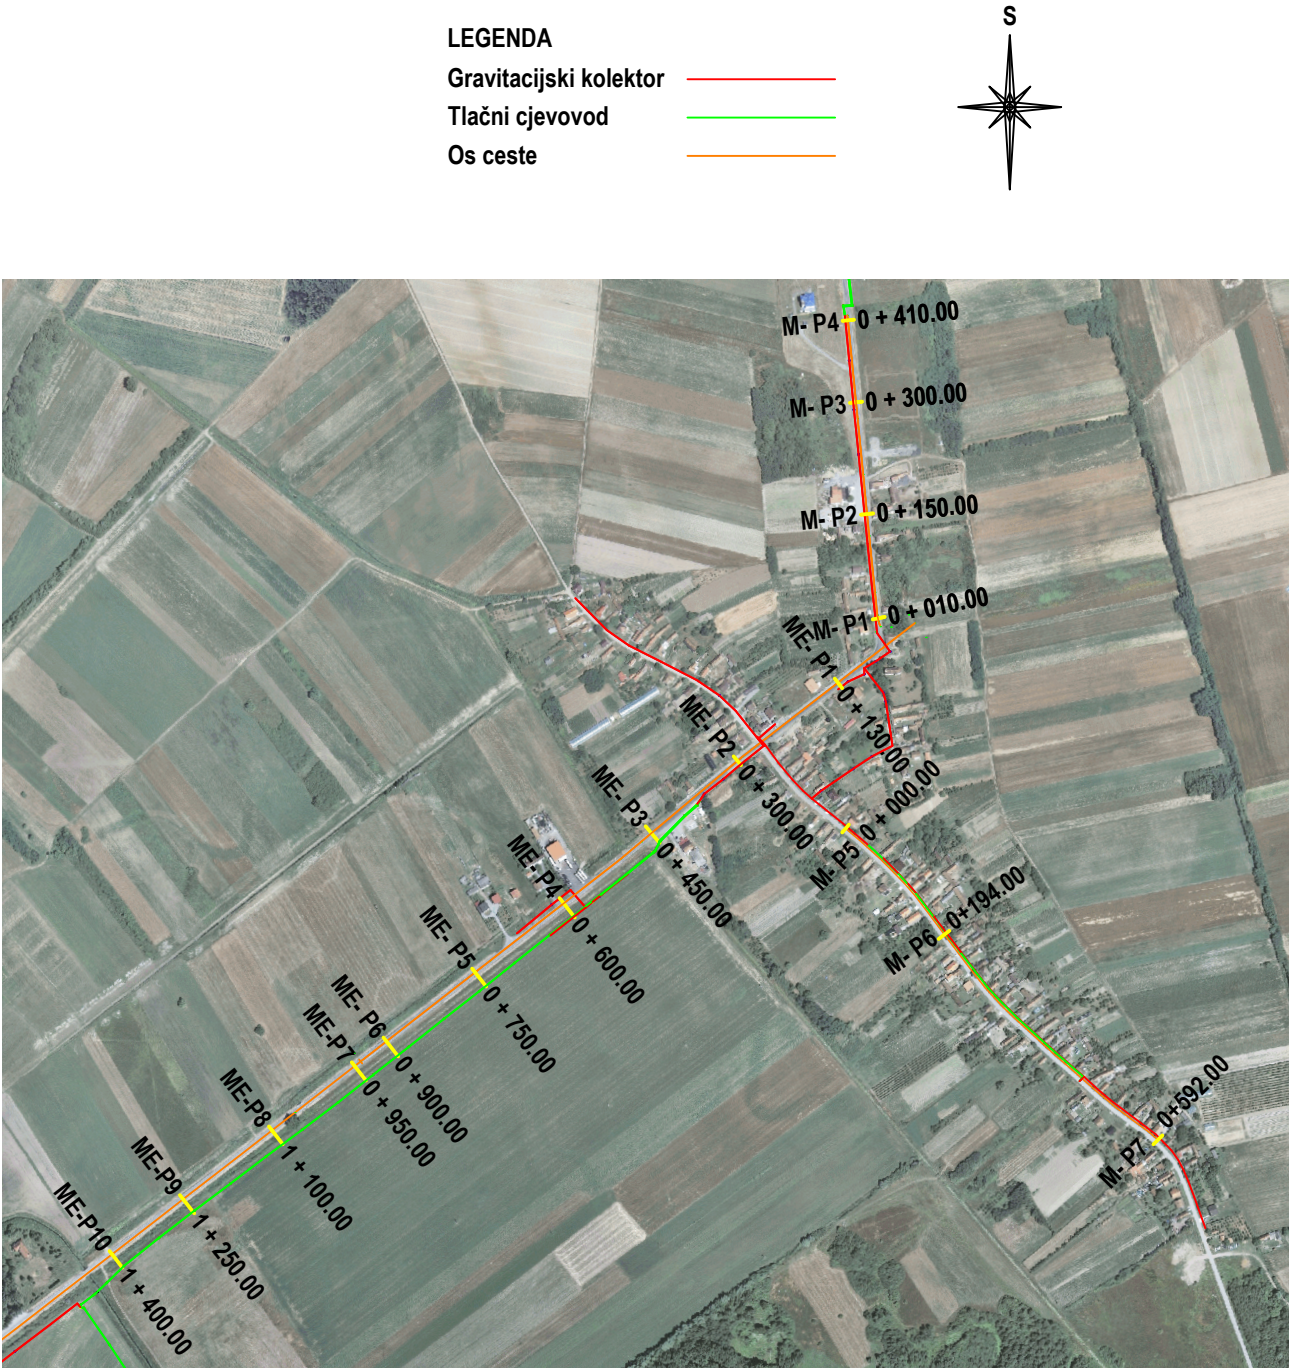 S
LEGENDA
Gravitacijski kolektor
Tlačni cjevovod
Os ceste
M- P4 0 + 410.00
M- P3 0 + 300.00
M- P2 0 + 150.00
M- P1 0 + 010.00
ME- P1 0 + 130.00
ME- P2 0 + 300.00
ME- P3 0 + 450.00
M- P5 0 + 000.00
ME- P4 0 + 600.00
M- P6 0+194.00
ME- P5 0 + 750.00
ME- P6 0 + 900.00
ME-P7 0 + 950.00
ME-P8 1 + 100.00
M- P7 0+592.00
ME-P9 1 + 250.00
ME-P10 1 + 400.00